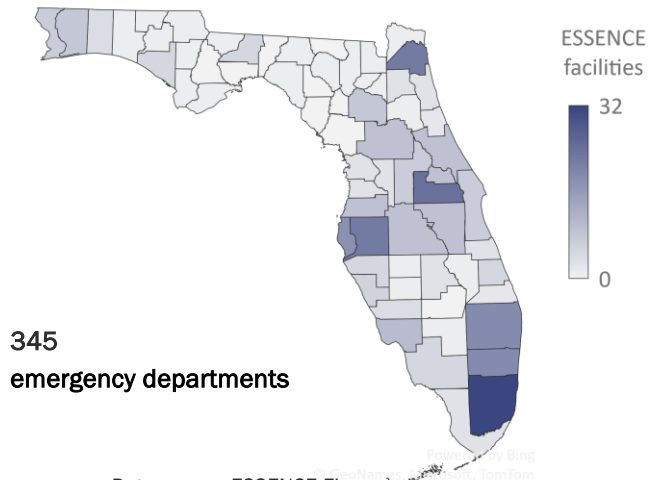 ESSENCE
facilities
32
0
345
emergency departments
Powered by Bing
© GeoNames, Microsoft, TomTom